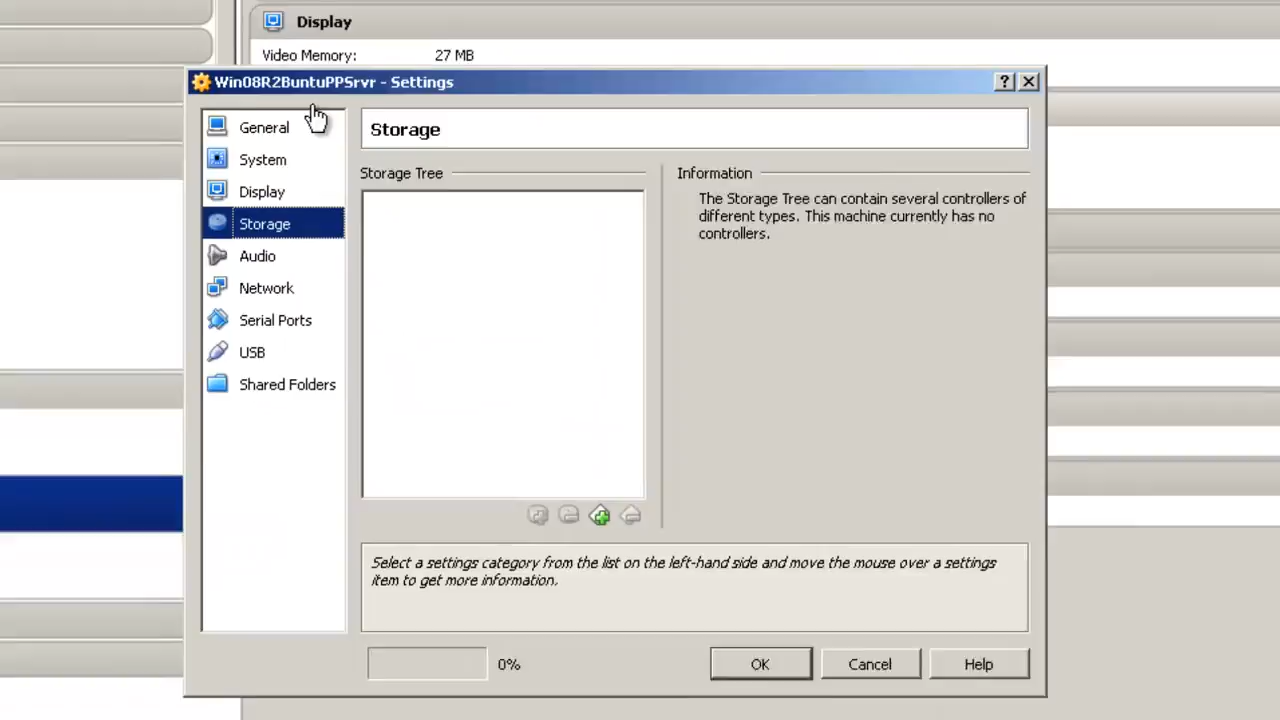 Display
Video Memory: 27 MB
Win08R2BuntuPPSrvr - Settings
General
System
Display
Storage
Audio
Network
Serial Ports
USB
Shared Folders
Storage
Storage Tree
Information
The Storage Tree can contain several controllers of
different types. This machine currently has no
controllers.
Select a settings category from the list on the left-hand side and move the mouse over a settings
item to get more information.
0%
OK
Cancel
Help